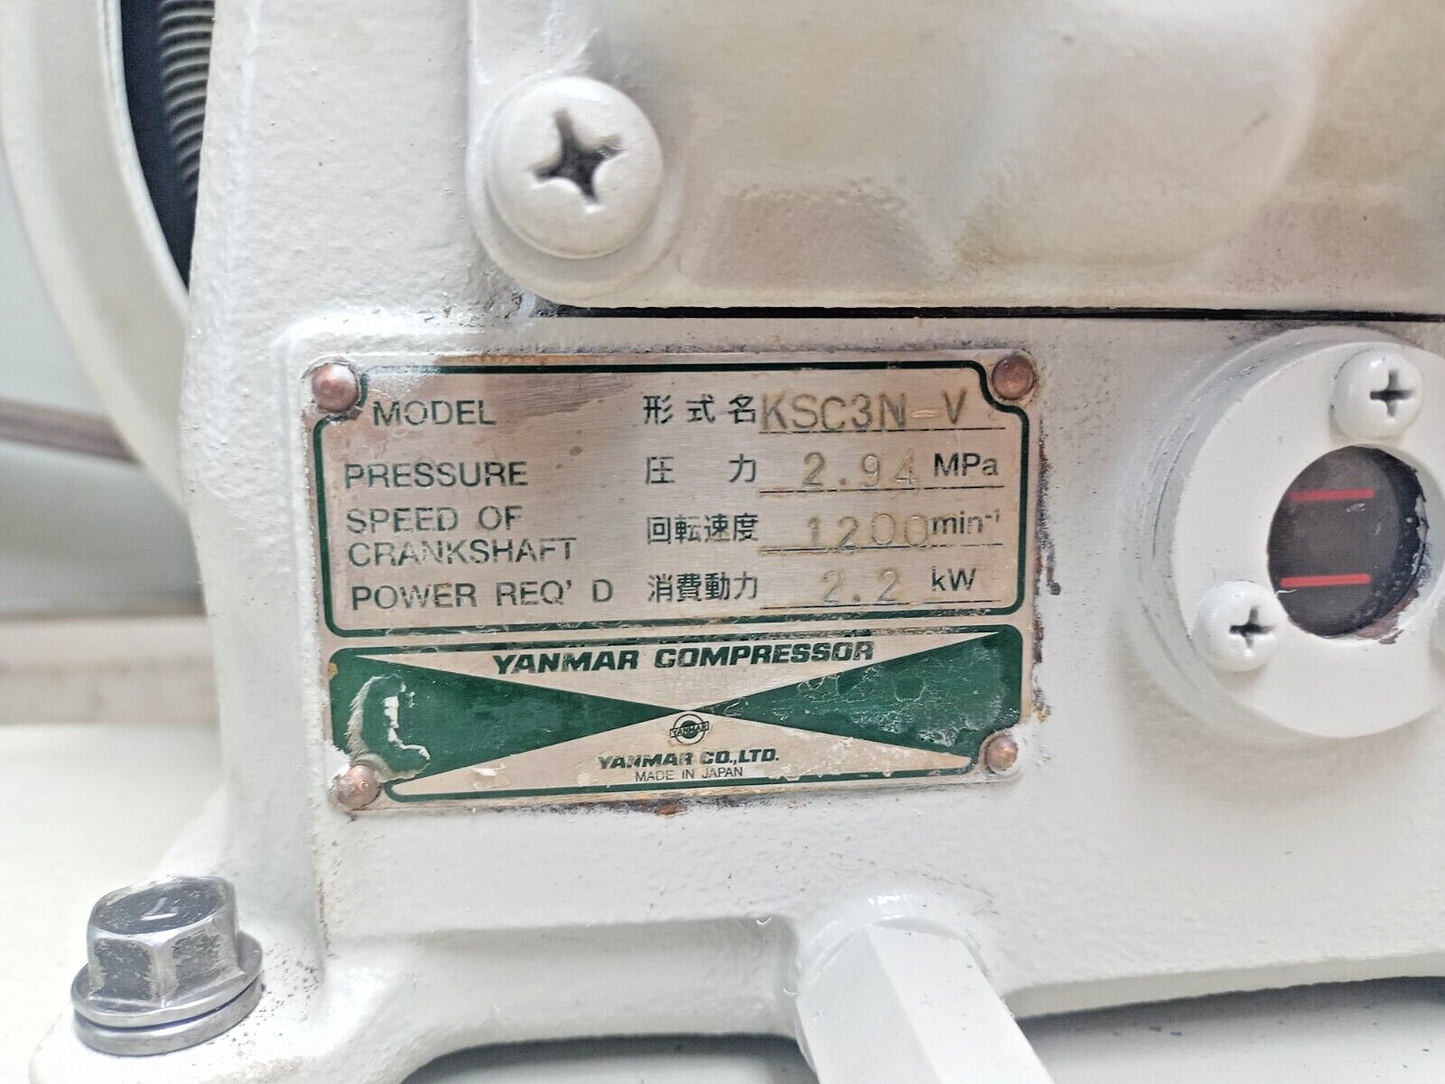 MODEL 形式名 KSC3N-V
PRESSURE 圧力 2.94 MPa
SPEED OF
CRANKSHAFT 回転速度 1200 min⁻¹
POWER REQ'D 消費動力 2.2 kW
YANMAR COMPRESSOR
YANMAR
YANMAR CO.,LTD.
MADE IN JAPAN
7